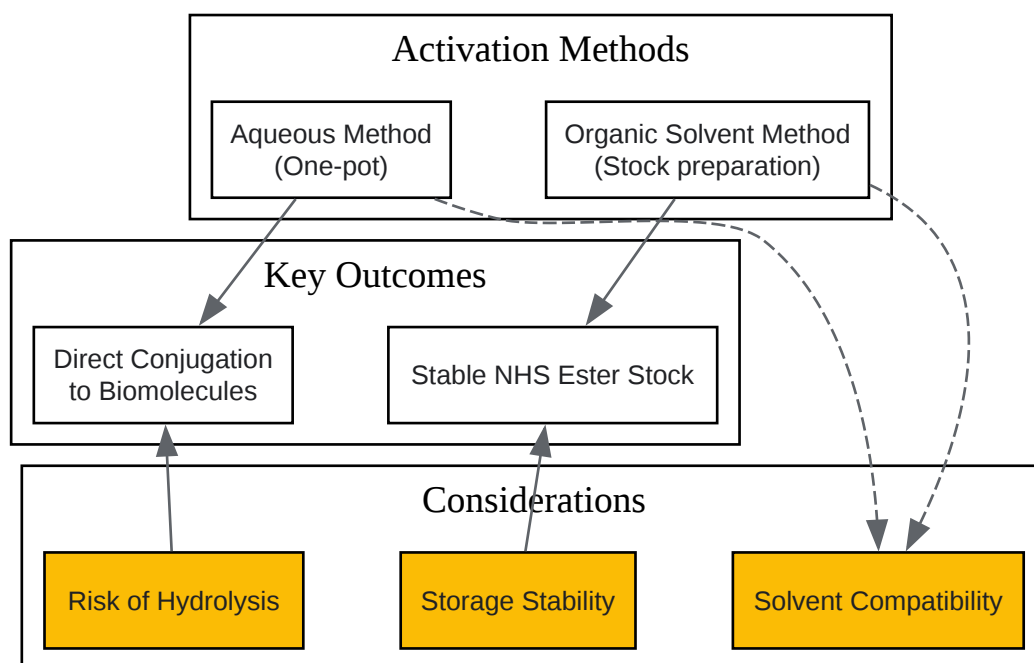 Activation Methods
Aqueous Method
(One-pot)
Organic Solvent Method
(Stock preparation)
Key Outcomes
Direct Conjugation
to Biomolecules
Stable NHS Ester Stock
Considerations
Risk of Hydrolysis
Storage Stability
Solvent Compatibility